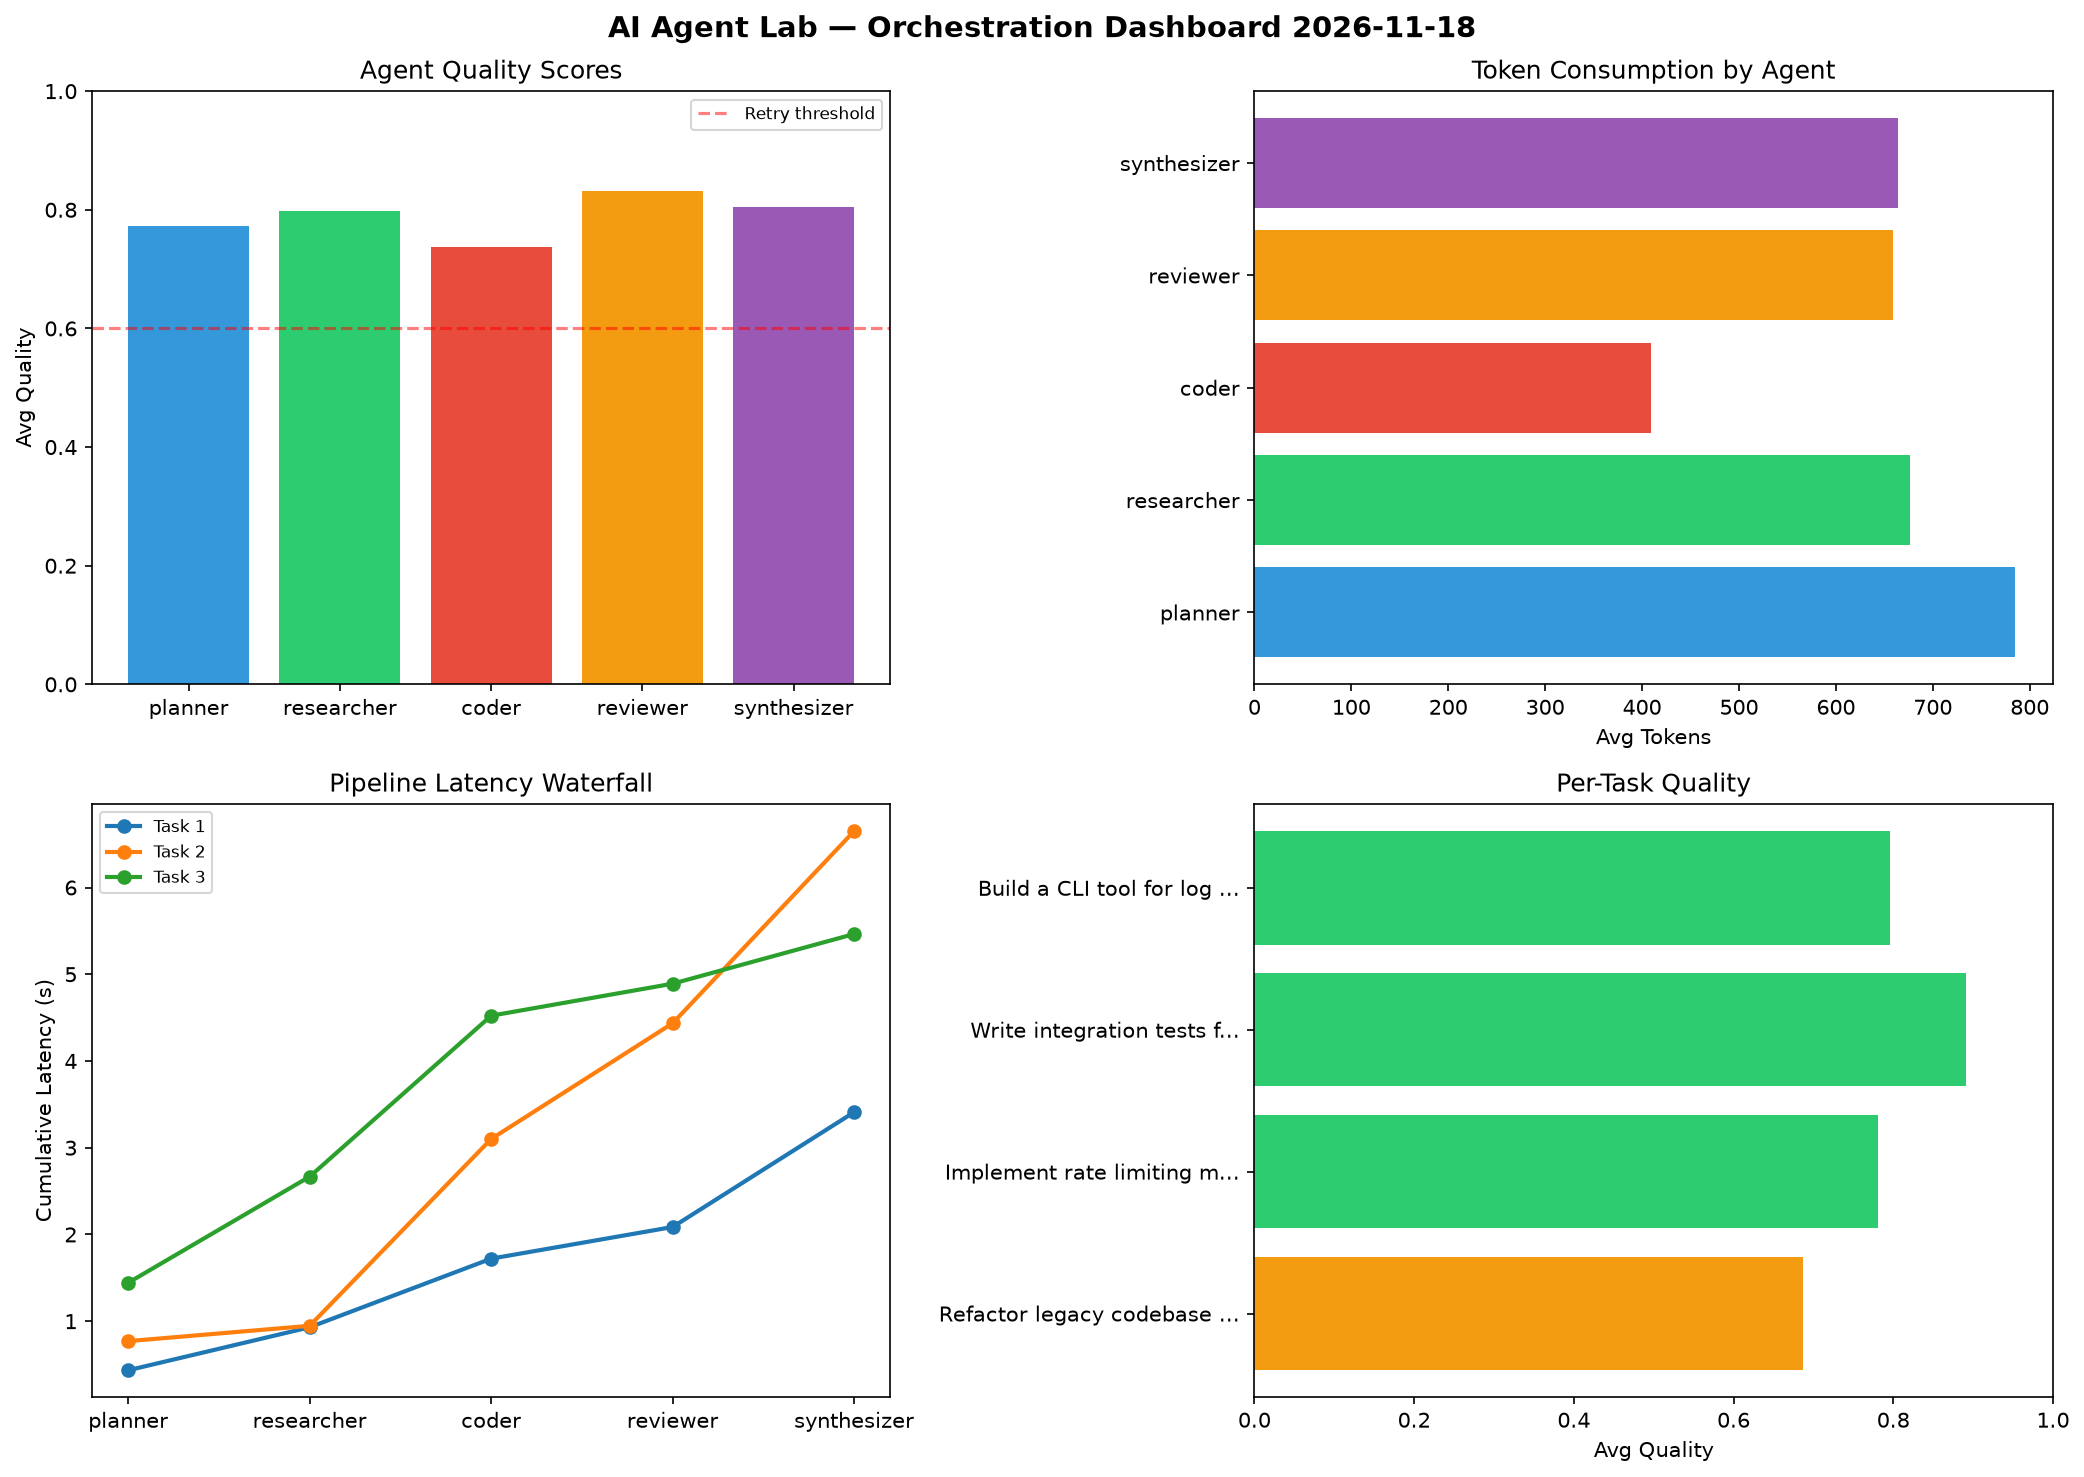 AI Agent Lab — Orchestration Dashboard 2026-11-18
Agent Quality Scores
Retry threshold
1.0
0.8
0.6
0.4
0.2
0.0
Avg Quality
planner researcher coder reviewer synthesizer
Token Consumption by Agent
synthesizer
reviewer
coder
researcher
planner
0 100 200 300 400 500 600 700 800
Avg Tokens
Pipeline Latency Waterfall
Task 1
Task 2
Task 3
6
5
4
3
2
1
Cumulative Latency (s)
planner researcher coder reviewer synthesizer
Per-Task Quality
Build a CLI tool for log ...
Write integration tests f...
Implement rate limiting m...
Refactor legacy codebase ...
0.0 0.2 0.4 0.6 0.8 1.0
Avg Quality